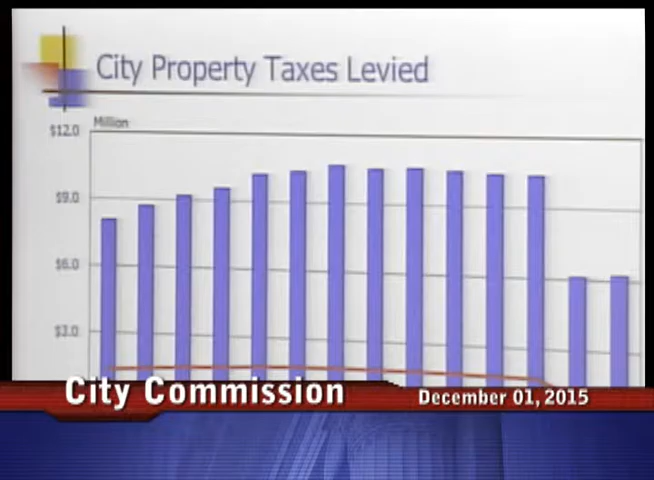 City Property Taxes Levied
Million
$12.0
$9.0
$6.0
$3.0
City Commission
December 01, 2015